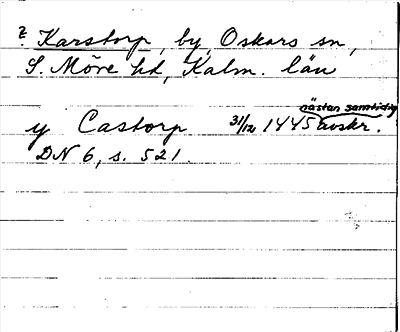 ? Karstorp, by, Oskars sn,
S. Möre hd, Kalm. län
nästan samtidig
y Castorp 31/12 1445 avskr.
DN 6, s. 521.